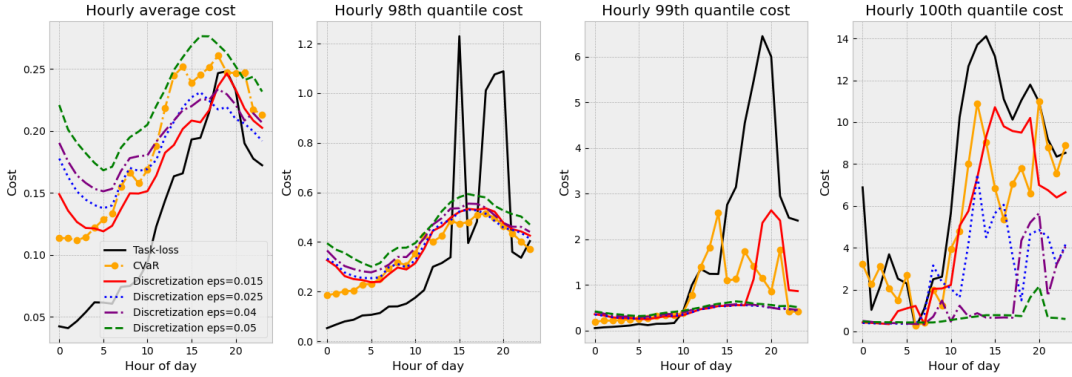 Hourly average cost
Cost
0.25
0.20
0.15
0.10
0.05
0
10
20
Hour of day
Task-loss
CVaR
Discretization eps=0.015
Discretization eps=0.025
Discretization eps=0.04
Discretization eps=0.05
Hourly 98th quantile cost
Cost
1.2
1.0
0.8
0.6
0.4
0.2
0.0
0
5
10
15
20
Hour of day
Hourly 99th quantile cost
Cost
6
5
4
3
2
1
0
0
5
10
15
20
Hour of day
Hourly 100th quantile cost
Cost
14
12
10
8
6
4
2
0
0
5
10
15
20
Hour of day